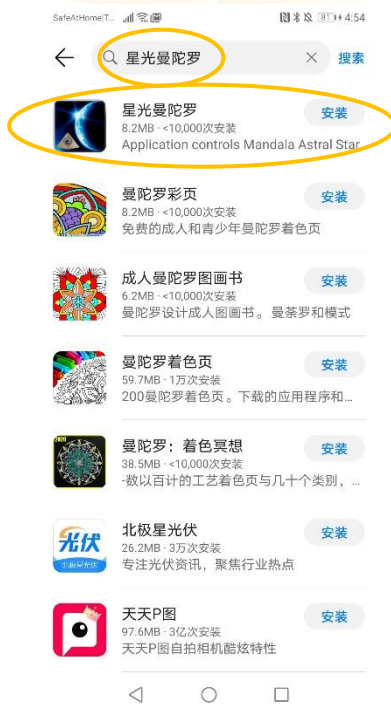 SafeAtHome|T... 81 4:54
星光曼陀罗 搜索
星光曼陀罗
安装
8.2MB · <10,000次安装
Application controls Mandala Astral Star
曼陀罗彩页
安装
8.2MB · <10,000次安装
免费的成人和青少年曼陀罗着色页
成人曼陀罗图画书
安装
6.2MB · <10,000次安装
曼陀罗设计成人图画书。曼荼罗和模式
曼陀罗着色页
安装
59.7MB · 1万次安装
200曼陀罗着色页。下载的应用程序和...
曼陀罗：着色冥想
安装
38.5MB · <10,000次安装
-数以百计的工艺着色页与几十个类别，...
光伏
北极星光伏
北极星光伏
安装
26.2MB · 3万次安装
专注光伏资讯，聚焦行业热点
天天P图
安装
97.6MB · 3亿次安装
天天P图自拍相机酷炫特性